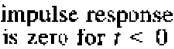 impulse response
is zero for t < 0